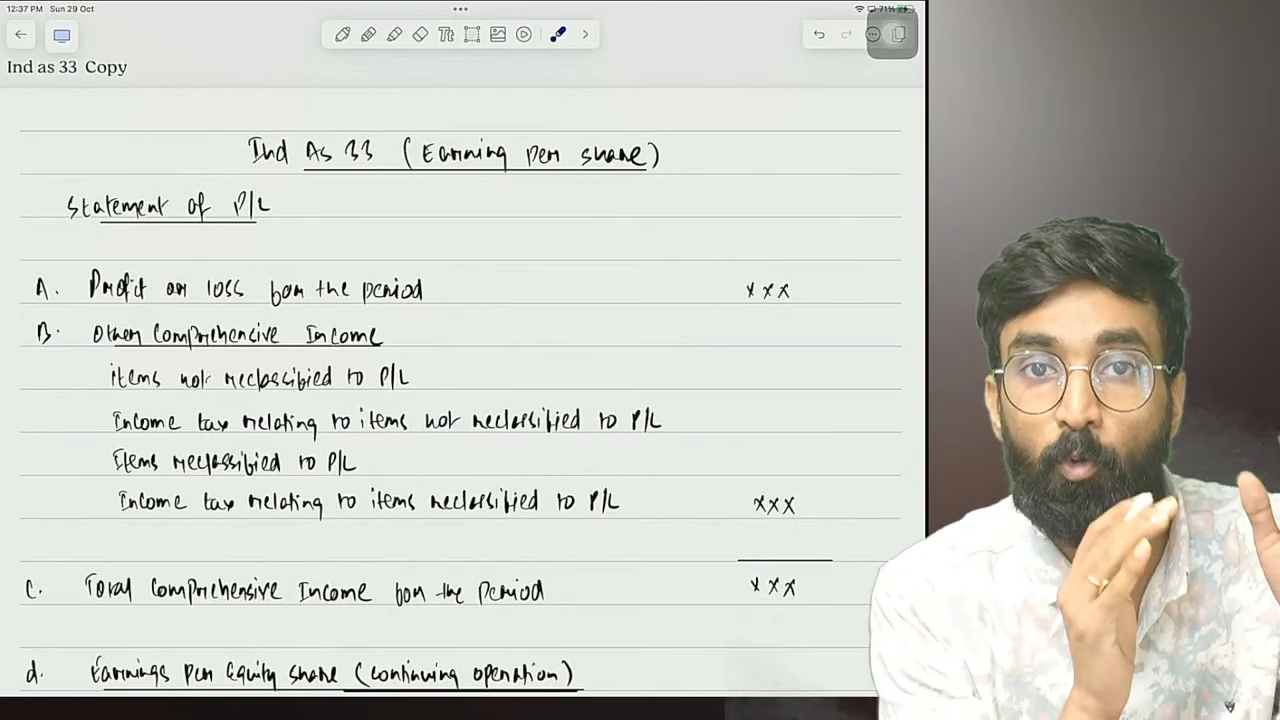 12:37 PM Sun 29 Oct
71%
Tt
Ind as 33 Copy
Ind As 33 (Earning Per share)
Statement of P/L
A. Profit or loss for the period xxx
B. Other Comprehensive Income
items not reclassified to P/L
Income tax relating to items not reclassified to P/L
Items reclassified to P/L
Income tax relating to items reclassified to P/L xxx
C. Total Comprehensive Income for the period xxx
d. Earnings per Equity share (continuing operation)